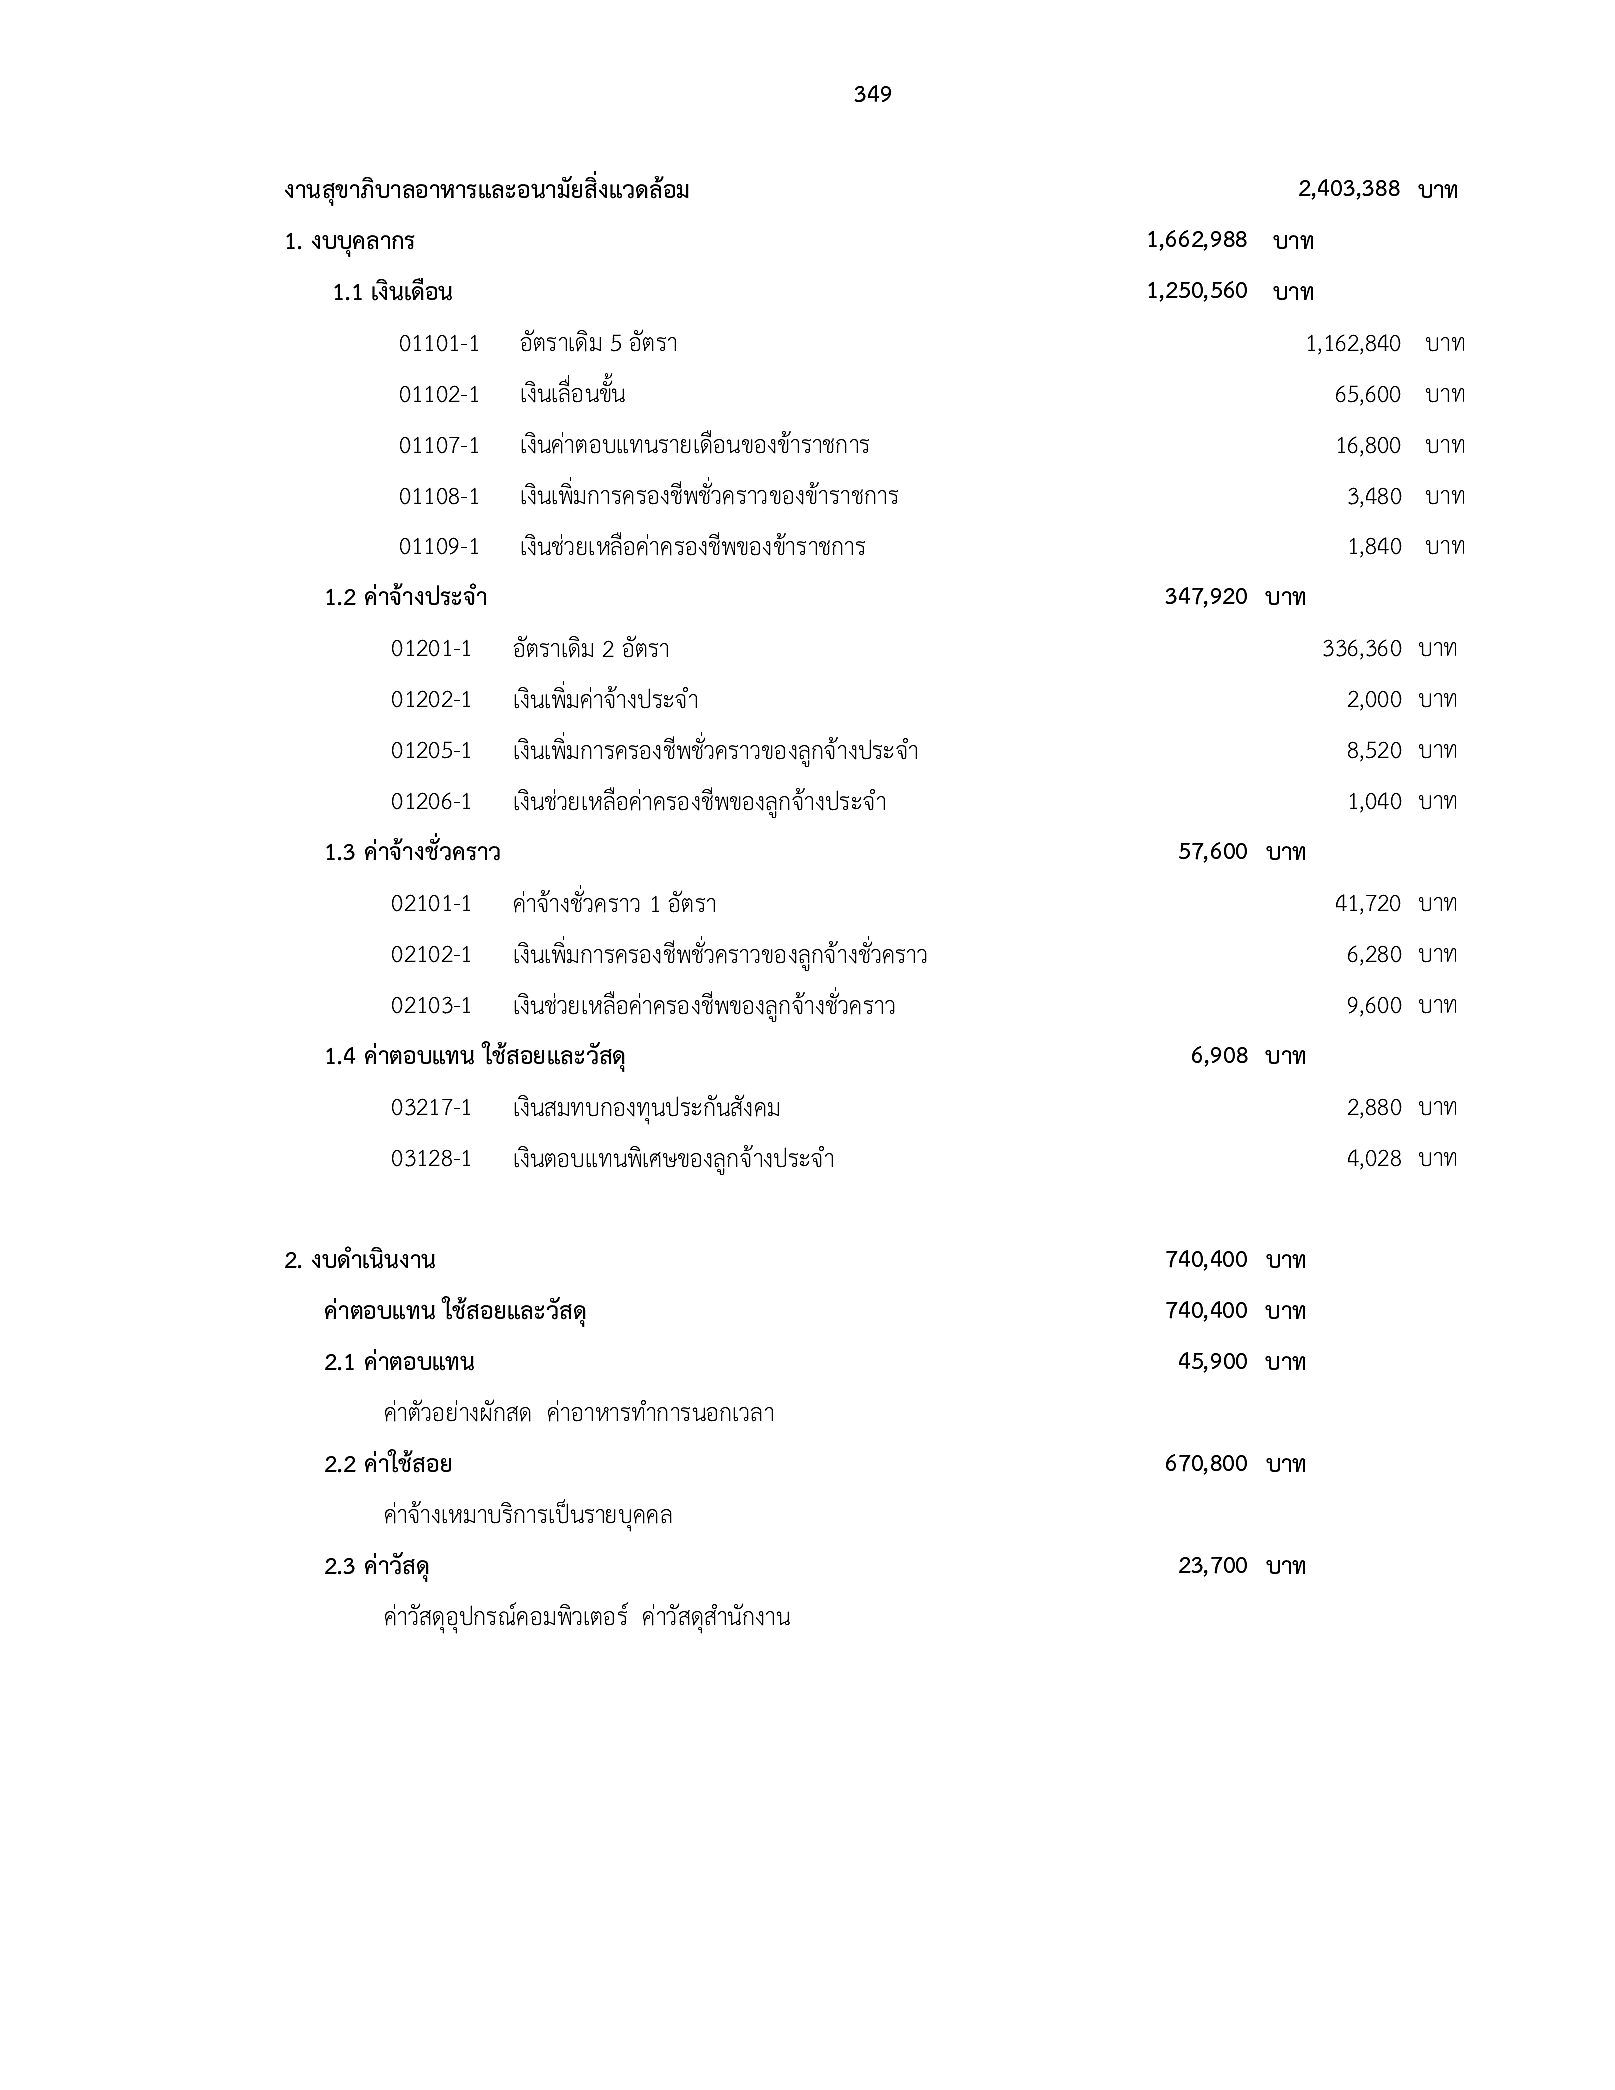 349
งานสุขาภิบาลอาหารและอนามัยสิ่งแวดล้อม 2,403,388 บาท
1. งบบุคลากร 1,662,988 บาท
1.1 เงินเดือน 1,250,560 บาท
01101-1 อัตราเดิม 5 อัตรา 1,162,840 บาท
01102-1 เงินเลื่อนขั้น 65,600 บาท
01107-1 เงินค่าตอบแทนรายเดือนของข้าราชการ 16,800 บาท
01108-1 เงินเพิ่มการครองชีพชั่วคราวของข้าราชการ 3,480 บาท
01109-1 เงินช่วยเหลือค่าครองชีพของข้าราชการ 1,840 บาท
1.2 ค่าจ้างประจำ 347,920 บาท
01201-1 อัตราเดิม 2 อัตรา 336,360 บาท
01202-1 เงินเพิ่มค่าจ้างประจำ 2,000 บาท
01205-1 เงินเพิ่มการครองชีพชั่วคราวของลูกจ้างประจำ 8,520 บาท
01206-1 เงินช่วยเหลือค่าครองชีพของลูกจ้างประจำ 1,040 บาท
1.3 ค่าจ้างชั่วคราว 57,600 บาท
02101-1 ค่าจ้างชั่วคราว 1 อัตรา 41,720 บาท
02102-1 เงินเพิ่มการครองชีพชั่วคราวของลูกจ้างชั่วคราว 6,280 บาท
02103-1 เงินช่วยเหลือค่าครองชีพของลูกจ้างชั่วคราว 9,600 บาท
1.4 ค่าตอบแทน ใช้สอยและวัสดุ 6,908 บาท
03217-1 เงินสมทบกองทุนประกันสังคม 2,880 บาท
03128-1 เงินตอบแทนพิเศษของลูกจ้างประจำ 4,028 บาท
2. งบดำเนินงาน 740,400 บาท
ค่าตอบแทน ใช้สอยและวัสดุ 740,400 บาท
2.1 ค่าตอบแทน 45,900 บาท
ค่าตัวอย่างผักสด ค่าอาหารทำการนอกเวลา
2.2 ค่าใช้สอย 670,800 บาท
ค่าจ้างเหมาบริการเป็นรายบุคคล
2.3 ค่าวัสดุ 23,700 บาท
ค่าวัสดุอุปกรณ์คอมพิวเตอร์ ค่าวัสดุสำนักงาน